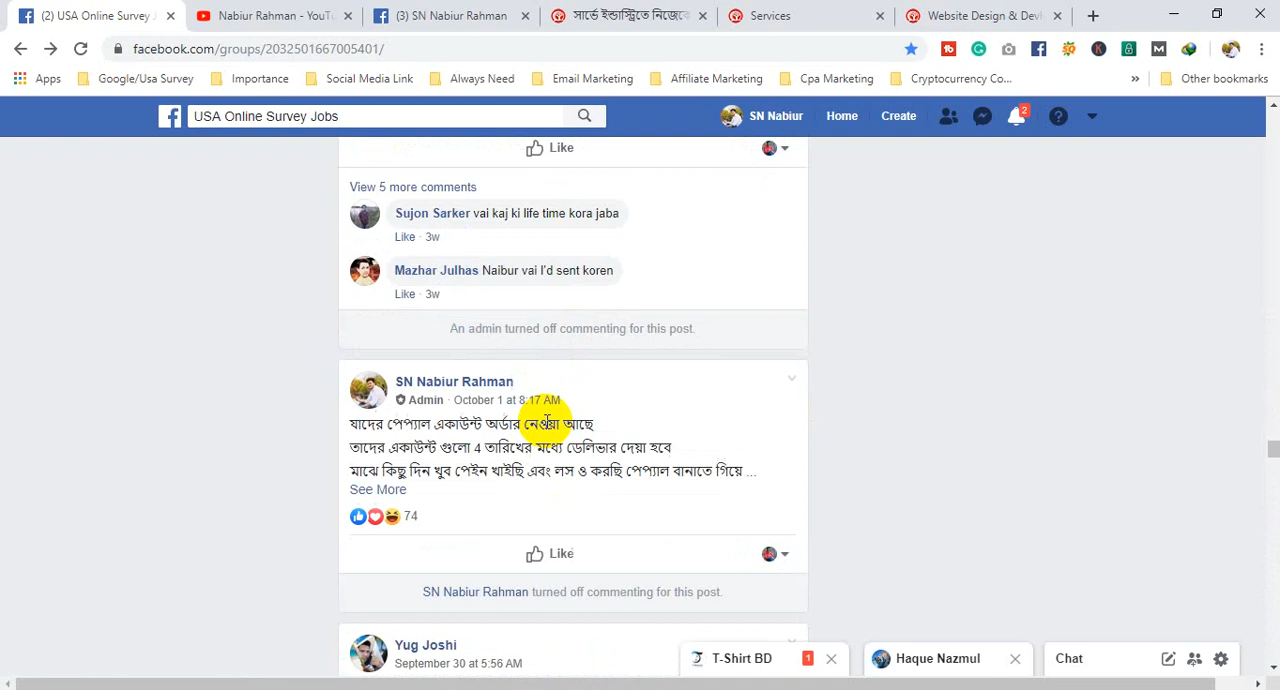 (2) USA Online Survey J
Nabiur Rahman - YouTu
(3) SN Nabiur Rahman
সার্ভে ইন্ডাস্ট্রিতে নিজেকে
Services
Website Design & Dev
facebook.com/groups/2032501667005401/
Apps
Google/Usa Survey
Importance
Social Media Link
Always Need
Email Marketing
Affiliate Marketing
Cpa Marketing
Cryptocurrency Co...
»
Other bookmarks
USA Online Survey Jobs
SN Nabiur
Home
Create
2
Like
View 5 more comments
Sujon Sarker vai kaj ki life time kora jaba
Like · 3w
Mazhar Julhas Naibur vai I'd sent koren
Like · 3w
An admin turned off commenting for this post.
SN Nabiur Rahman
Admin · October 1 at 8:17 AM
যাদের পেপ্যাল একাউন্ট অর্ডার নেওয়া আছে
তাদের একাউন্ট গুলো 4 তারিখের মধ্যে ডেলিভার দেয়া হবে
মাঝে কিছু দিন খুব পেইন খাইছি এবং লস ও করছি পেপ্যাল বানাতে গিয়ে ...
See More
74
Like
SN Nabiur Rahman turned off commenting for this post.
Yug Joshi
September 30 at 5:56 AM
T-Shirt BD
1
Haque Nazmul
Chat